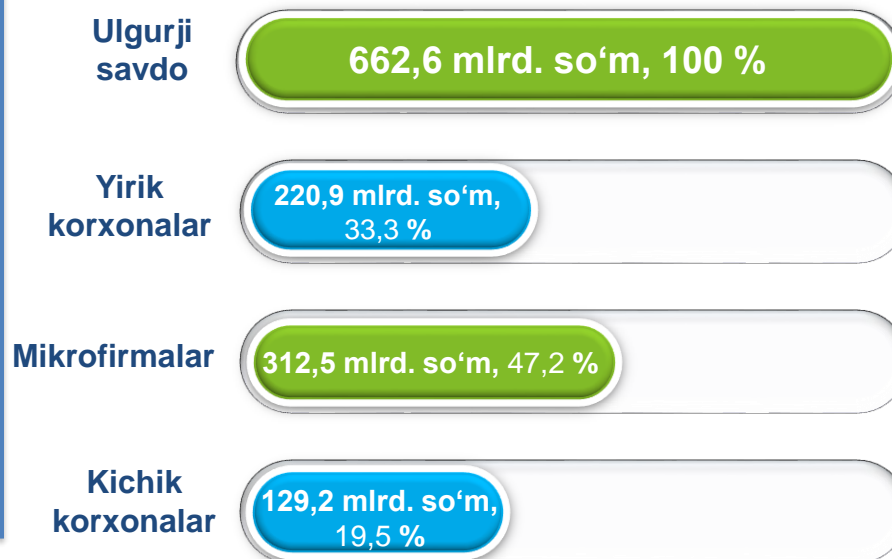 Ulgurji
savdo
662,6 mlrd. so‘m, 100 %
Yirik
korxonalar
220,9 mlrd. so‘m,
33,3 %
Mikrofirmalar
312,5 mlrd. so‘m, 47,2 %
Kichik
korxonalar
129,2 mlrd. so‘m,
19,5 %